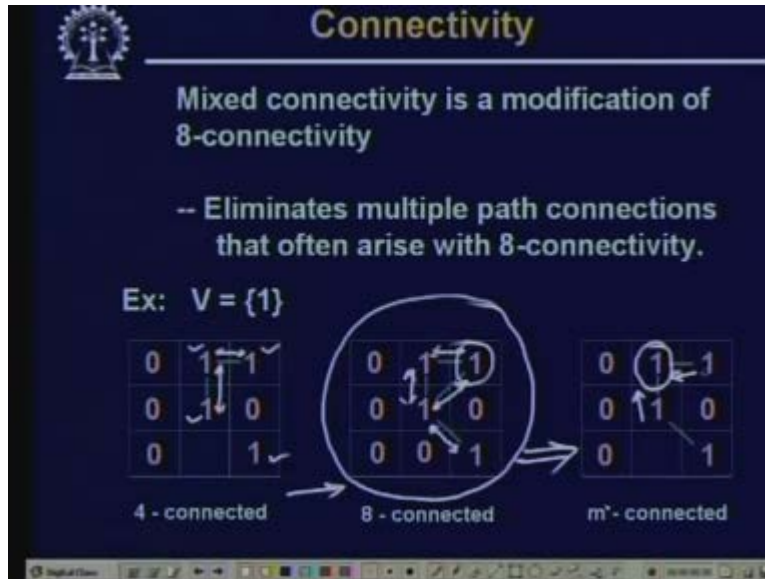 Connectivity
Mixed connectivity is a modification of
8-connectivity
-- Eliminates multiple path connections
that often arise with 8-connectivity.
Ex: V = {1}
0 1 1 0 1 1 0 1 1
0 1 0 0 1 0 0 1 0
0 1 0 0 1 0 1
4 - connected 8 - connected m*- connected